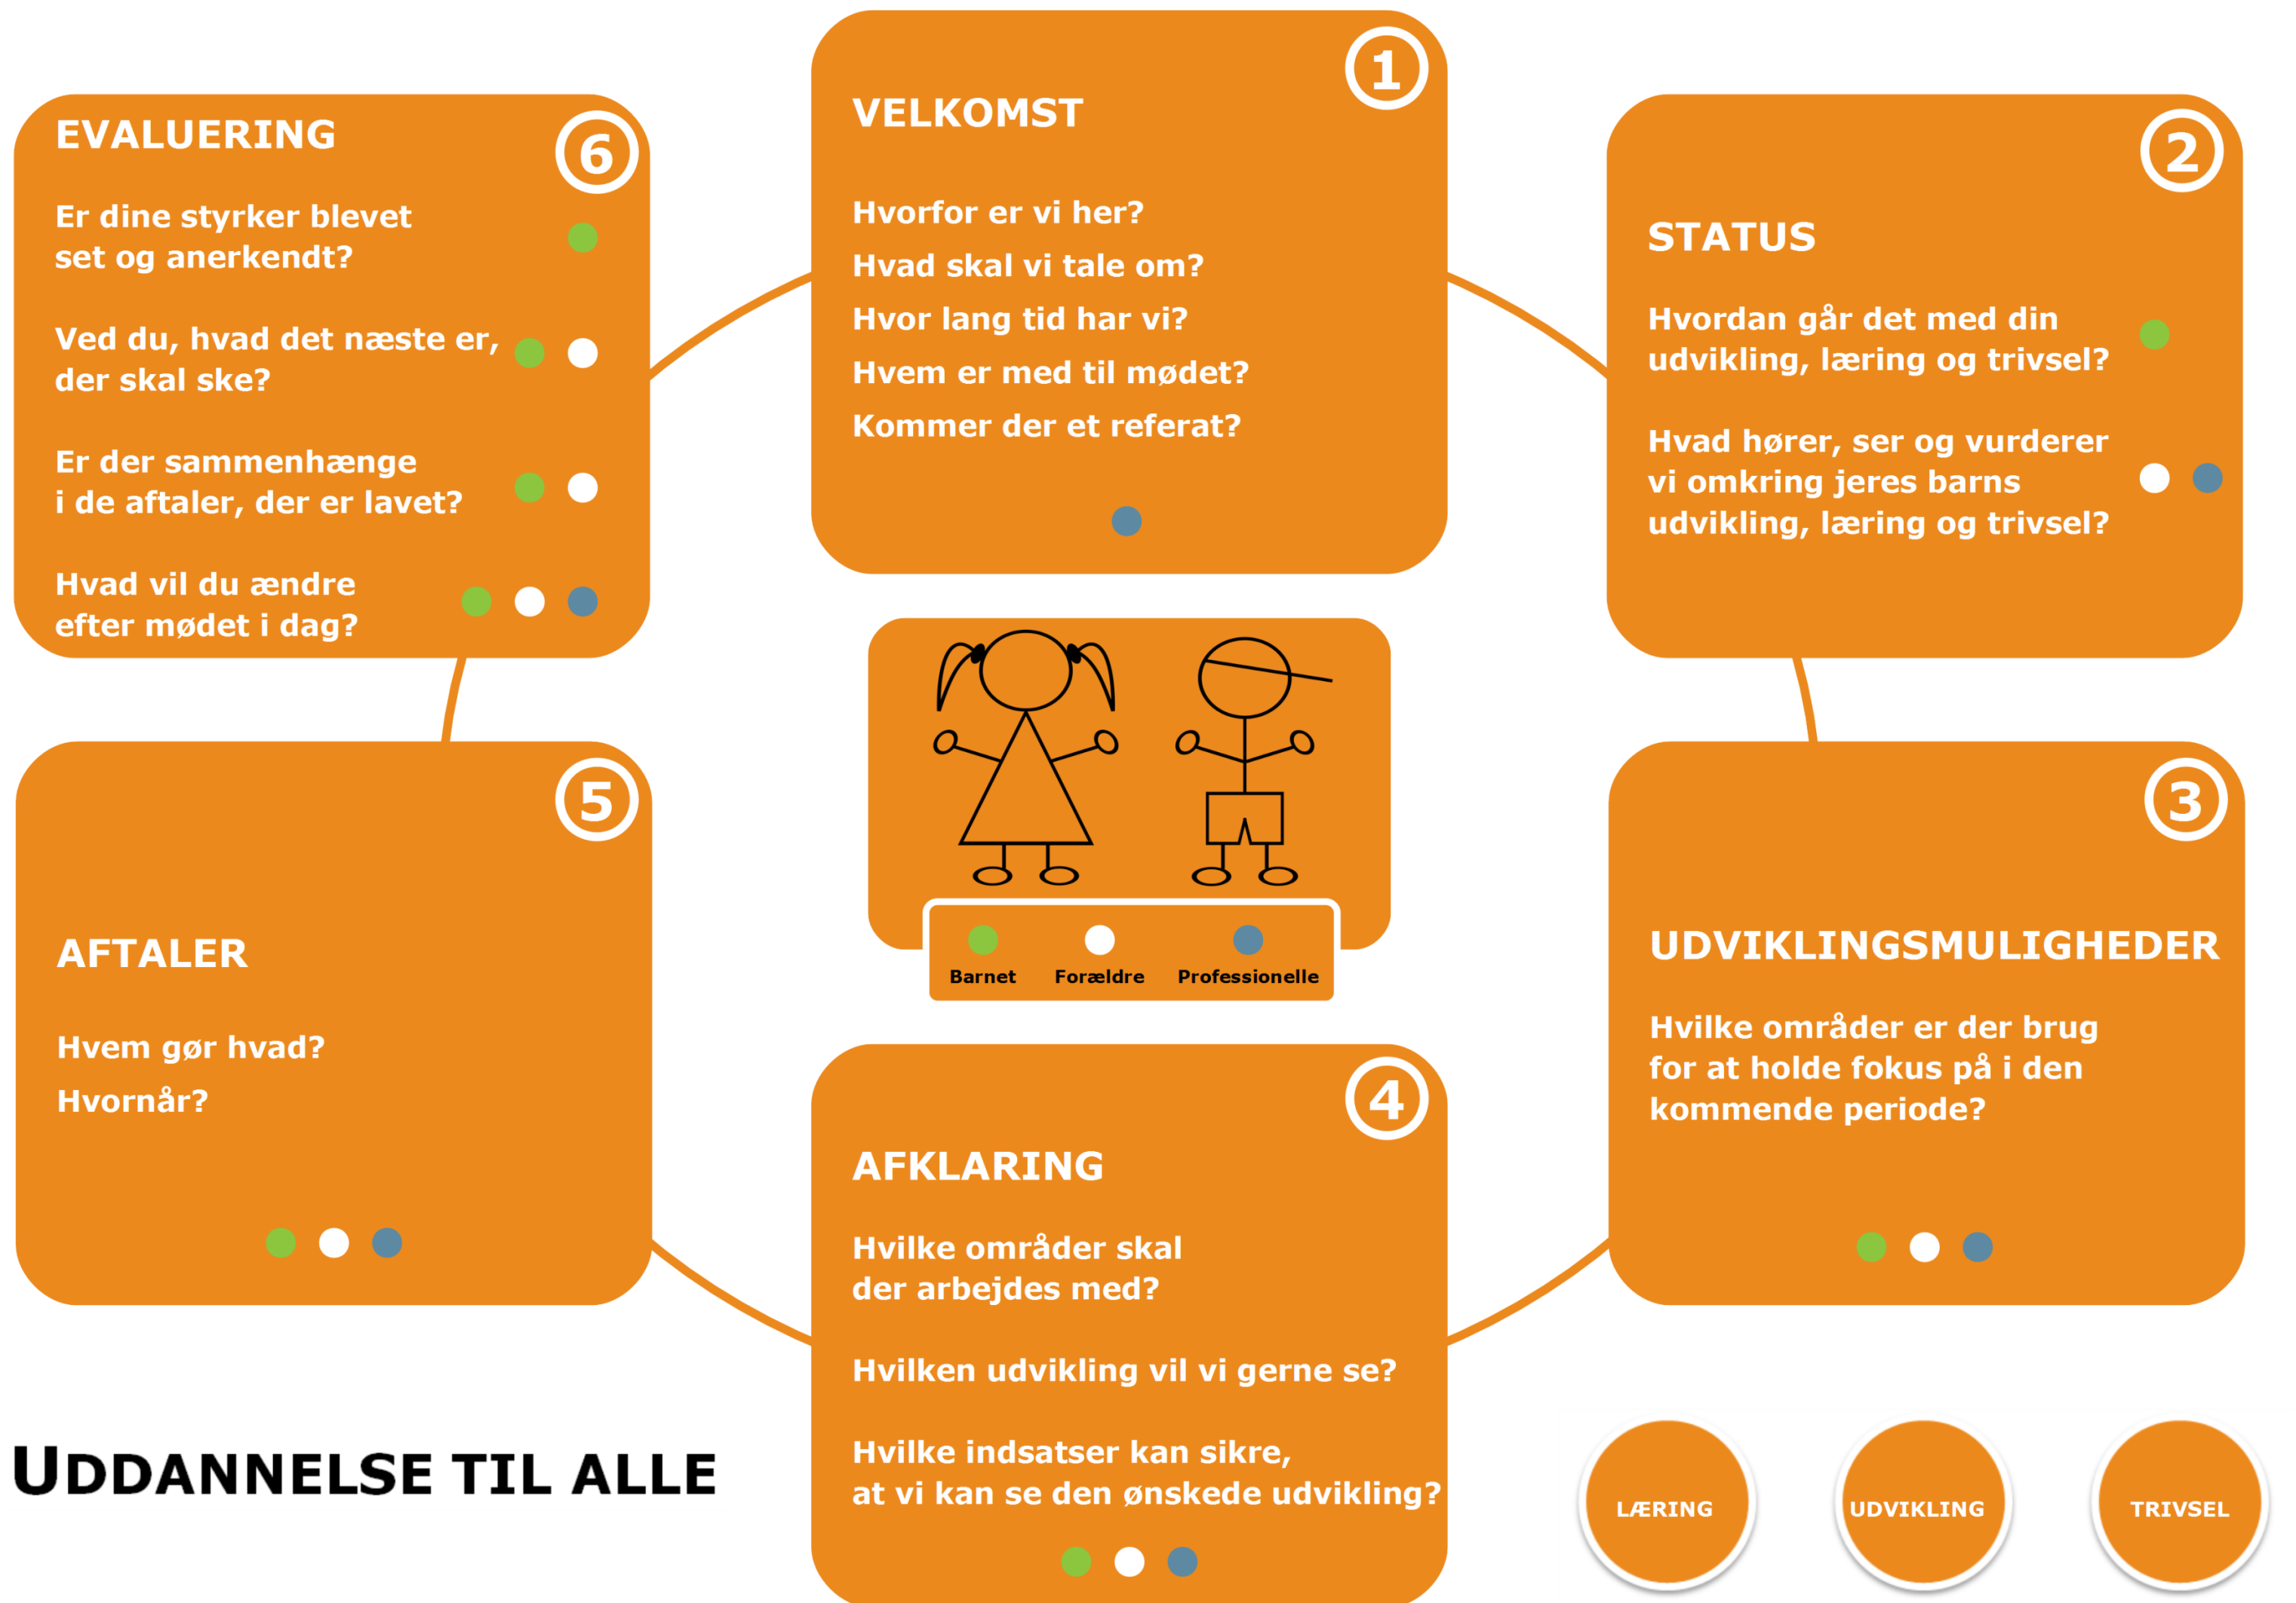 1
VELKOMST
Hvorfor er vi her?
Hvad skal vi tale om?
Hvor lang tid har vi?
Hvem er med til mødet?
Kommer der et referat?
2
STATUS
Hvordan går det med din
udvikling, læring og trivsel?
Hvad hører, ser og vurderer
vi omkring jeres barns
udvikling, læring og trivsel?
3
UDVIKLINGSMULIGHEDER
Hvilke områder er der brug
for at holde fokus på i den
kommende periode?
4
AFKLARING
Hvilke områder skal
der arbejdes med?
Hvilken udvikling vil vi gerne se?
Hvilke indsatser kan sikre,
at vi kan se den ønskede udvikling?
5
AFTALER
Hvem gør hvad?
Hvornår?
6
EVALUERING
Er dine styrker blevet
set og anerkendt?
Ved du, hvad det næste er,
der skal ske?
Er der sammenhænge
i de aftaler, der er lavet?
Hvad vil du ændre
efter mødet i dag?
Barnet Forældre Professionelle
UDDANNELSE TIL ALLE
LÆRING UDVIKLING TRIVSEL